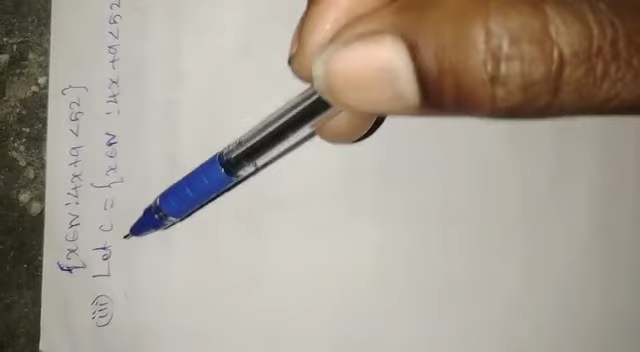 {x∈N : 4x+9 <52}
(iii) Let C = {x∈N : 4x+9<52